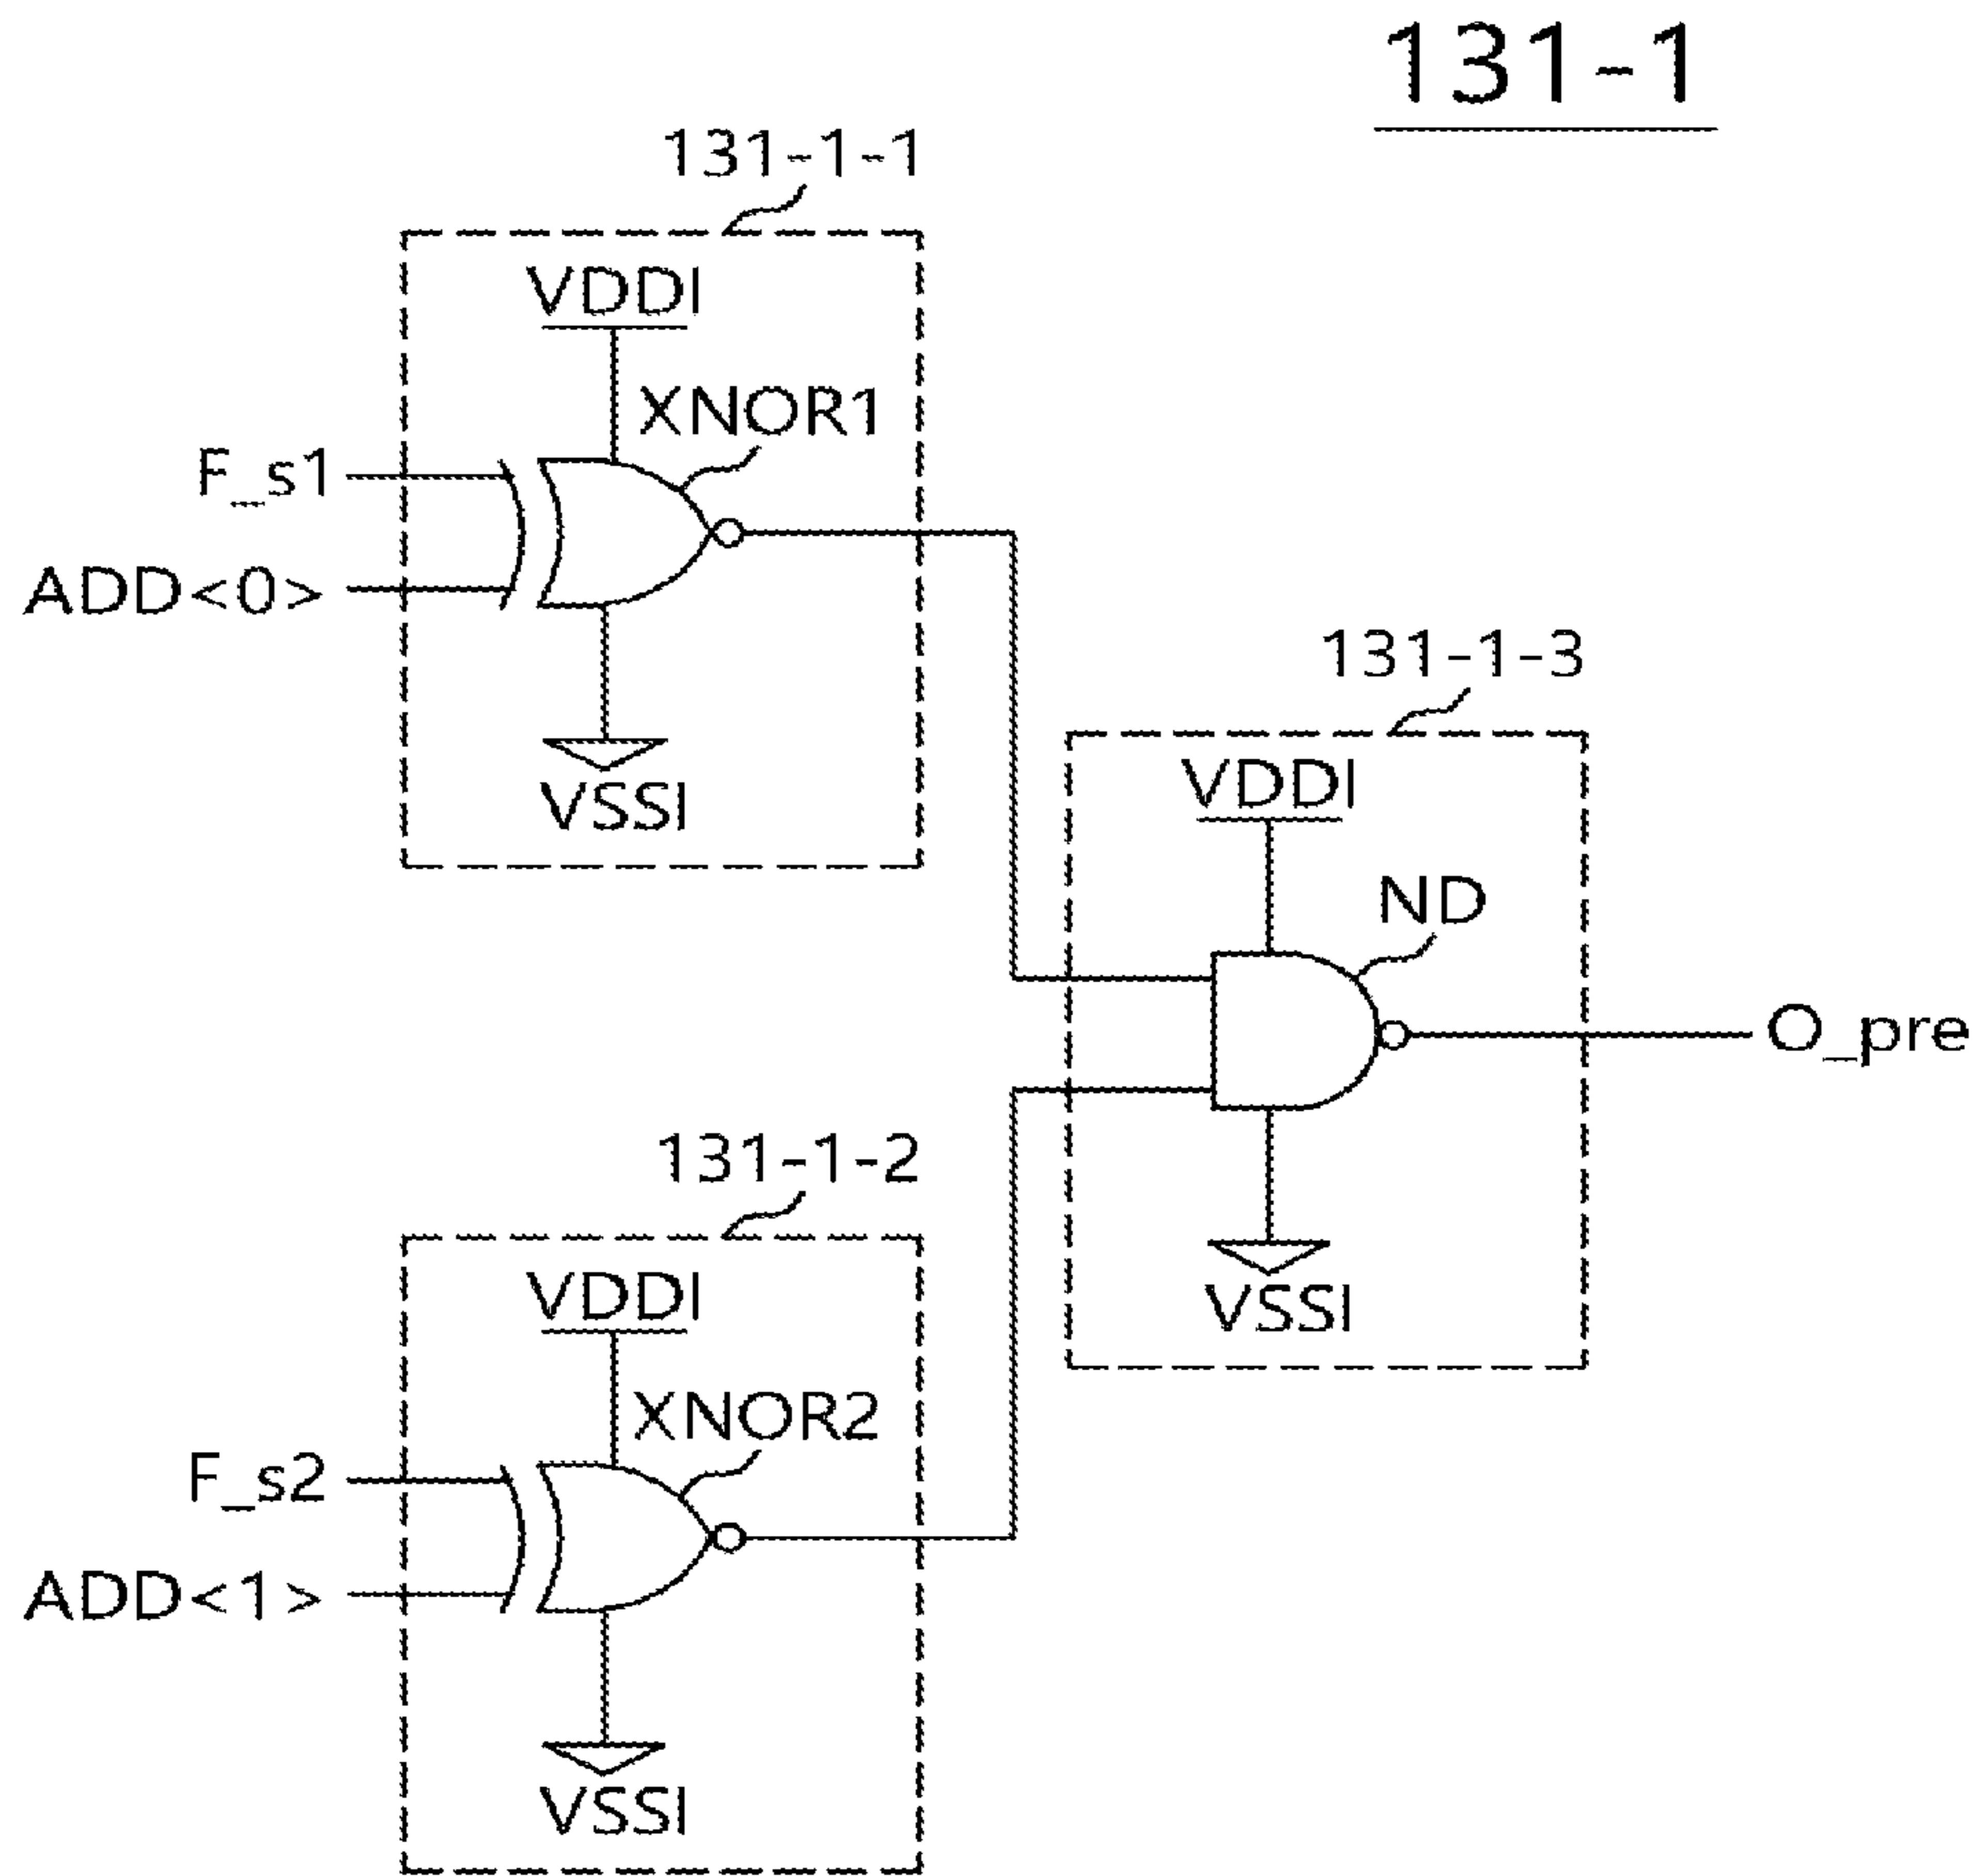 131-1
131-1-1
VDDI
XNOR1
F_s1
ADD<0>
VSSI
131-1-3
VDDI
ND
O_pre
VSSI
131-1-2
VDDI
XNOR2
F_s2
ADD<1>
VSSI